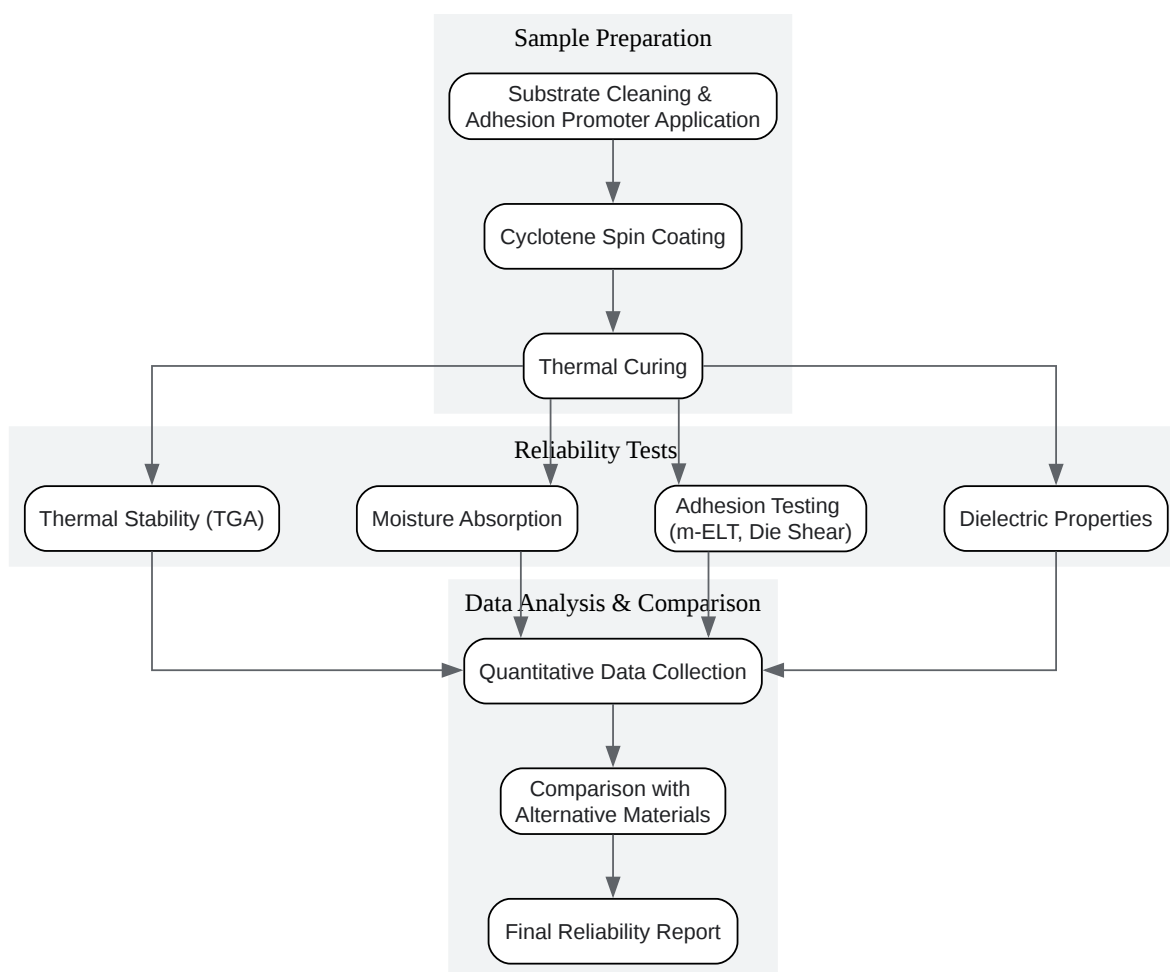 Sample Preparation
Substrate Cleaning &
Adhesion Promoter Application
Cyclotene Spin Coating
Thermal Curing
Reliability Tests
Thermal Stability (TGA)
Moisture Absorption
Adhesion Testing
(m-ELT, Die Shear)
Dielectric Properties
Data Analysis & Comparison
Quantitative Data Collection
Comparison with
Alternative Materials
Final Reliability Report